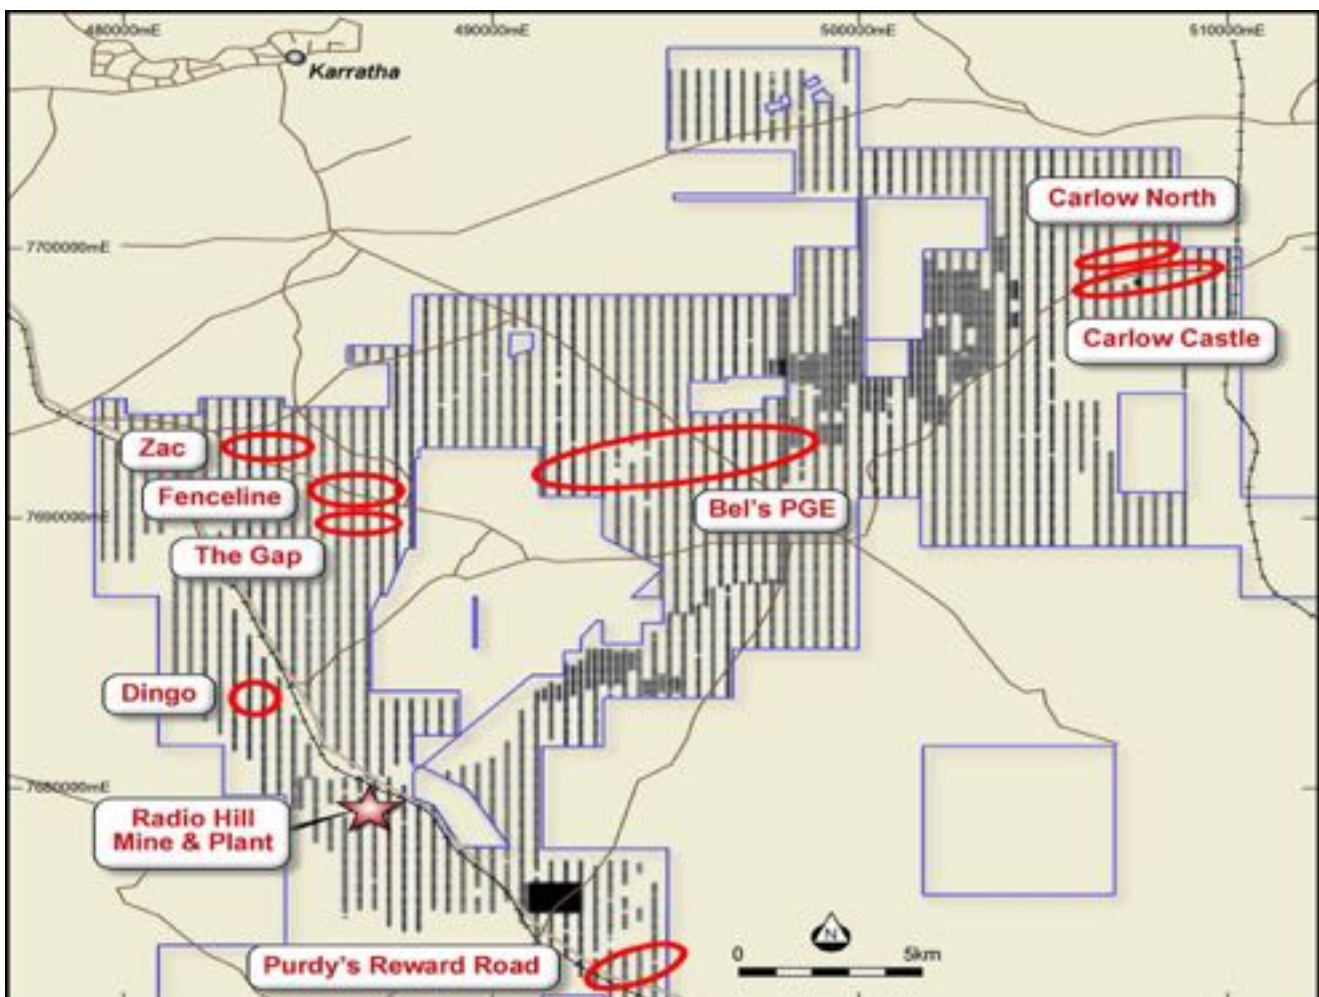 480000mE
490000mE
500000mE
510000mE
Karratha
Carlow North
7700000mE
Carlow Castle
Zac
Fenceline
Bel's PGE
7690000mE
The Gap
Dingo
7680000mE
Radio Hill
Mine & Plant
N
0
5km
Purdy's Reward Road